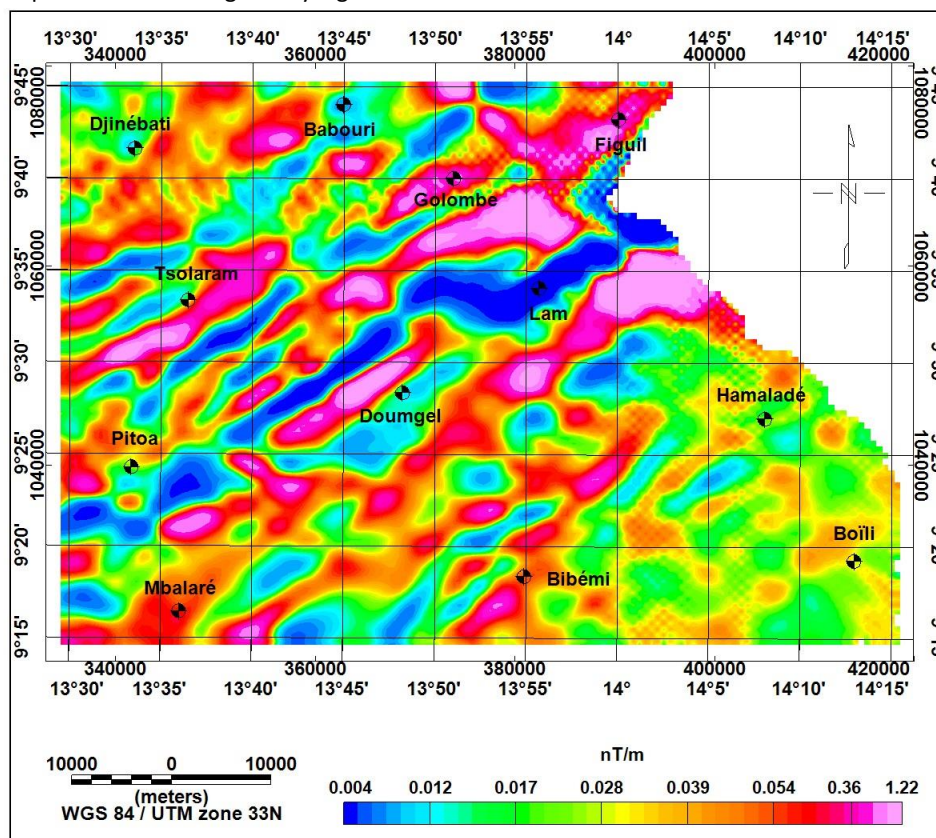 13°30' 13°35' 13°40' 13°45' 13°50' 13°55' 14° 14°5' 14°10' 14°15'
340000 360000 380000 400000 420000
9°45'
1080000
1080000
Djinébati
Babouri
Figuil
9°40'
Golombe
9°35'
1060000
Tsolaram
Lam
9°30'
Hamaladé
Doumgel
Pitoa
9°25'
1040000
1040000
Boïli
9°20'
Mbalaré
Bibémi
9°15'
340000 360000 380000 400000 420000
13°30' 13°35' 13°40' 13°45' 13°50' 13°55' 14° 14°5' 14°10' 14°15'
10000 0 10000
(meters)
WGS 84 / UTM zone 33N
nT/m
0.004 0.012 0.017 0.028 0.039 0.054 0.36 1.22